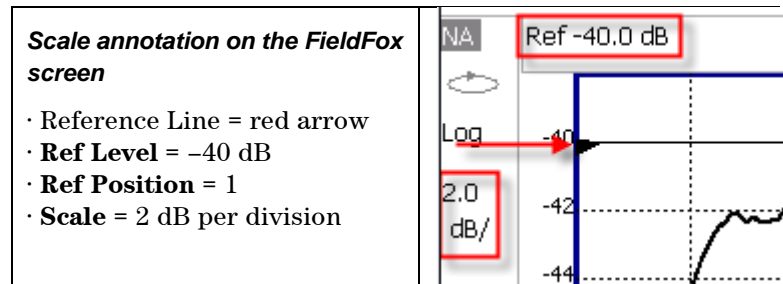 Scale annotation on the FieldFox
screen
· Reference Line = red arrow
· Ref Level = −40 dB
· Ref Position = 1
· Scale = 2 dB per division
NA
Ref -40.0 dB
Log
-40
2.0
dB/
-42
-44